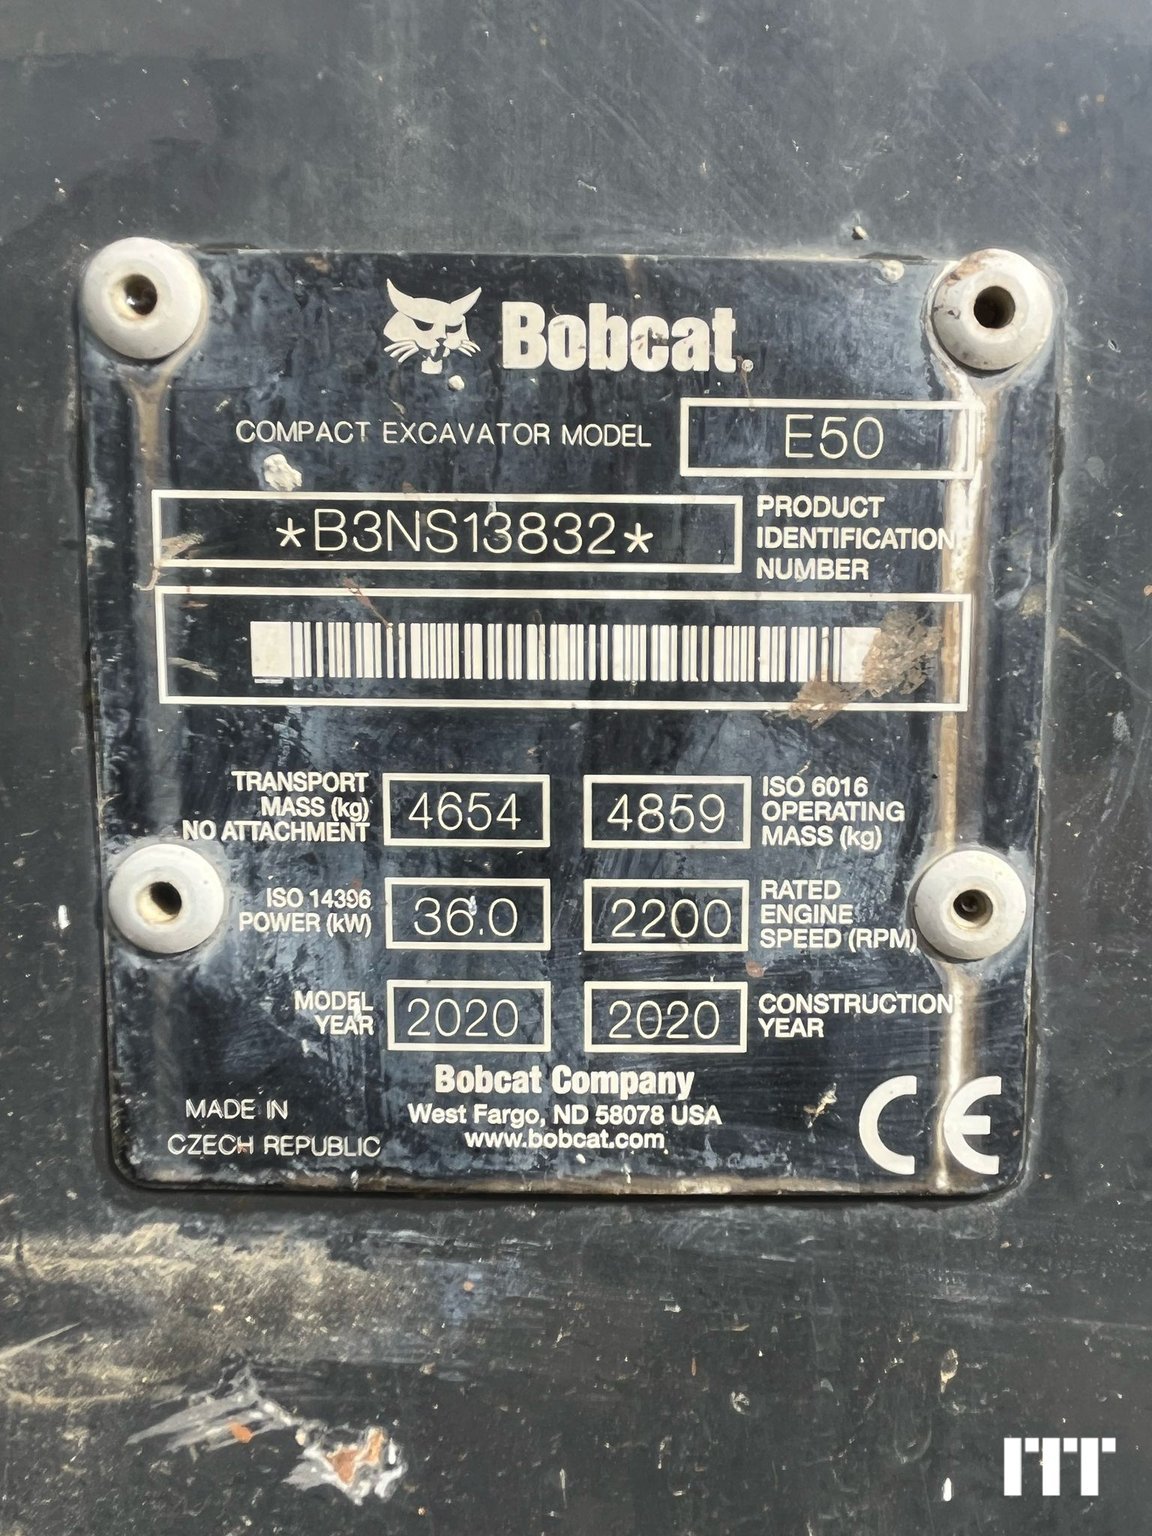 Bobcat
COMPACT EXCAVATOR MODEL
E50
*B3NS13832*
PRODUCT
IDENTIFICATION
NUMBER
TRANSPORT
MASS (kg)
NO ATTACHMENT
4654
4859
ISO 6016
OPERATING
MASS (kg)
ISO 14396
POWER (kW)
36.0
2200
RATED
ENGINE
SPEED (RPM)
MODEL
YEAR
2020
2020
CONSTRUCTION
YEAR
Bobcat Company
West Fargo, ND 58078 USA
www.bobcat.com
MADE IN
CZECH REPUBLIC
CE
ITT